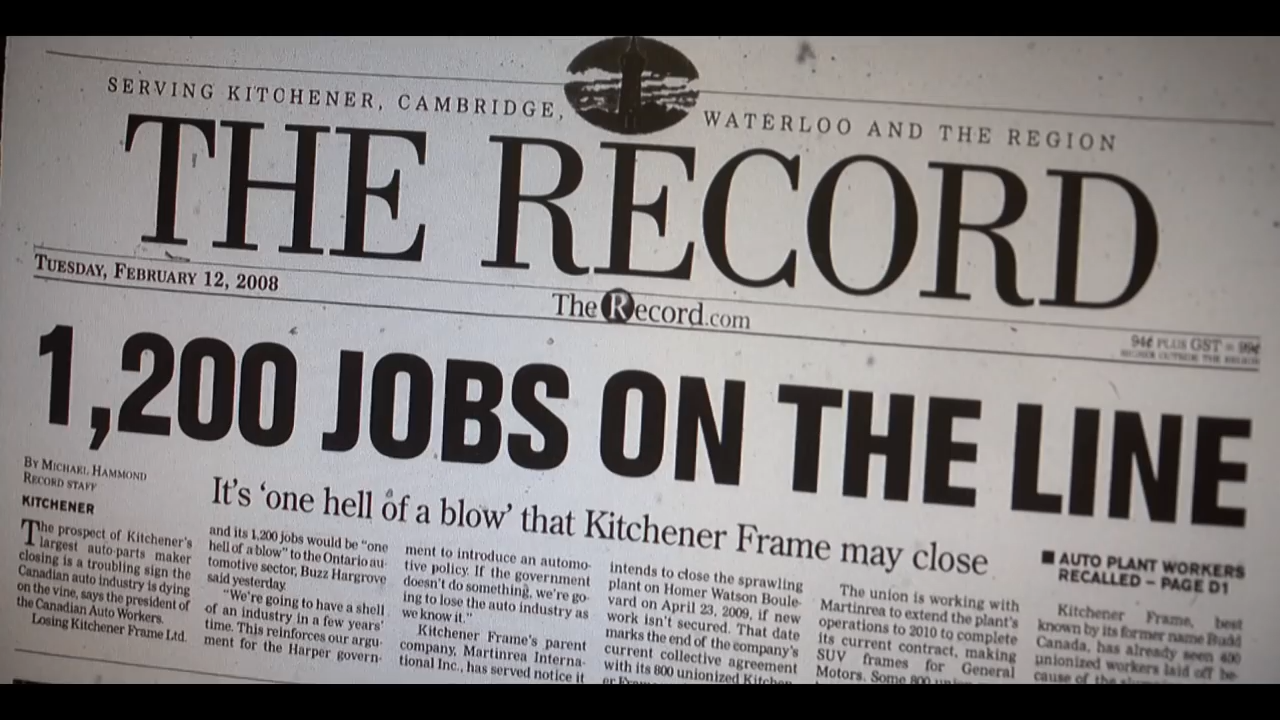 SERVING KITCHENER, CAMBRIDGE, WATERLOO AND THE REGION
THE RECORD
TUESDAY, FEBRUARY 12, 2008
TheRecord.com
94¢ PLUS GST = 99¢
1,200 JOBS ON THE LINE
It's 'one hell of a blow' that Kitchener Frame may close
BY MICHAEL HAMMOND
RECORD STAFF
KITCHENER
The prospect of Kitchener's
largest auto-parts maker
closing is a troubling sign the
Canadian auto industry is dying
on the vine, says the president of
the Canadian Auto Workers.
Losing Kitchener Frame Ltd.
and its 1,200 jobs would be "one
hell of a blow" to the Ontario au-
tomotive sector, Buzz Hargrove
said yesterday.
"We're going to have a shell
of an industry in a few years'
time. This reinforces our argu-
ment for the Harper govern-
ment to introduce an automo-
tive policy. If the government
doesn't do something, we're go-
ing to lose the auto industry as
we know it."
Kitchener Frame's parent
company, Martinrea Interna-
tional Inc., has served notice it
intends to close the sprawling
plant on Homer Watson Boule-
vard on April 23, 2009, if new
work isn't secured. That date
marks the end of the company's
current collective agreement
with its 800 unionized Kitchen-
er Frame
The union is working with
Martinrea to extend the plant's
operations to 2010 to complete
its current contract, making
SUV frames for General
Motors. Some 800
■ AUTO PLANT WORKERS
RECALLED – PAGE D1
Kitchener Frame, best
known by its former name Budd
Canada, has already seen 400
unionized workers laid off be-
cause of the